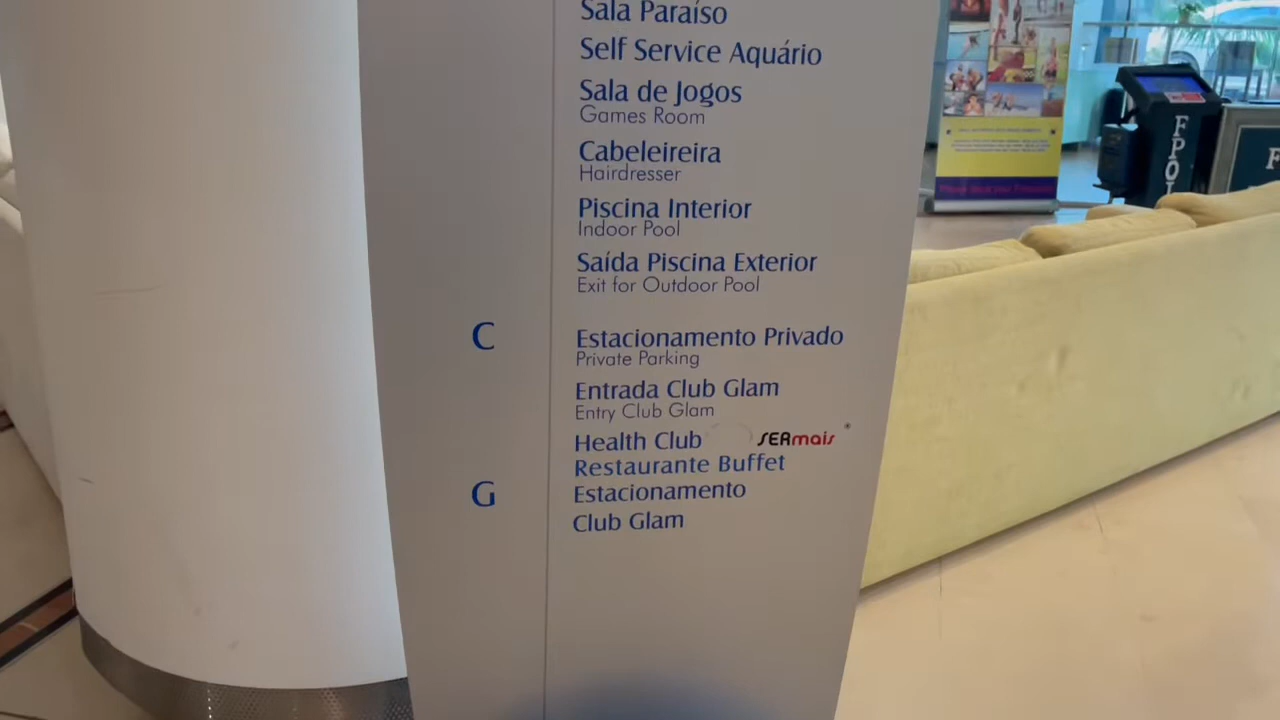 Sala Paraíso
Self Service Aquário
Sala de Jogos
Games Room
Cabeleireira
Hairdresser
Piscina Interior
Indoor Pool
Saída Piscina Exterior
Exit for Outdoor Pool
C
Estacionamento Privado
Private Parking
Entrada Club Glam
Entry Club Glam
Health Club SERmais
Restaurante Buffet
G
Estacionamento
Club Glam